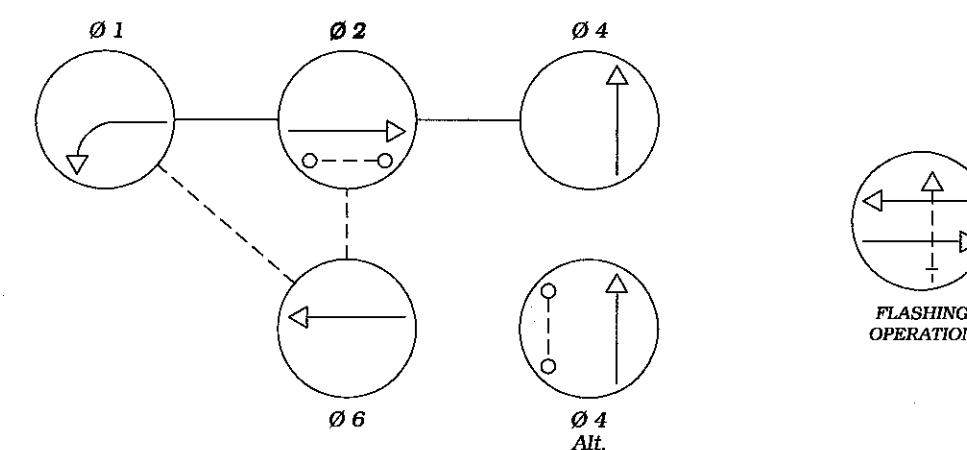 Ø 1
Ø 2
Ø 4
Ø 6
Ø 4
Alt.
FLASHING
OPERATION